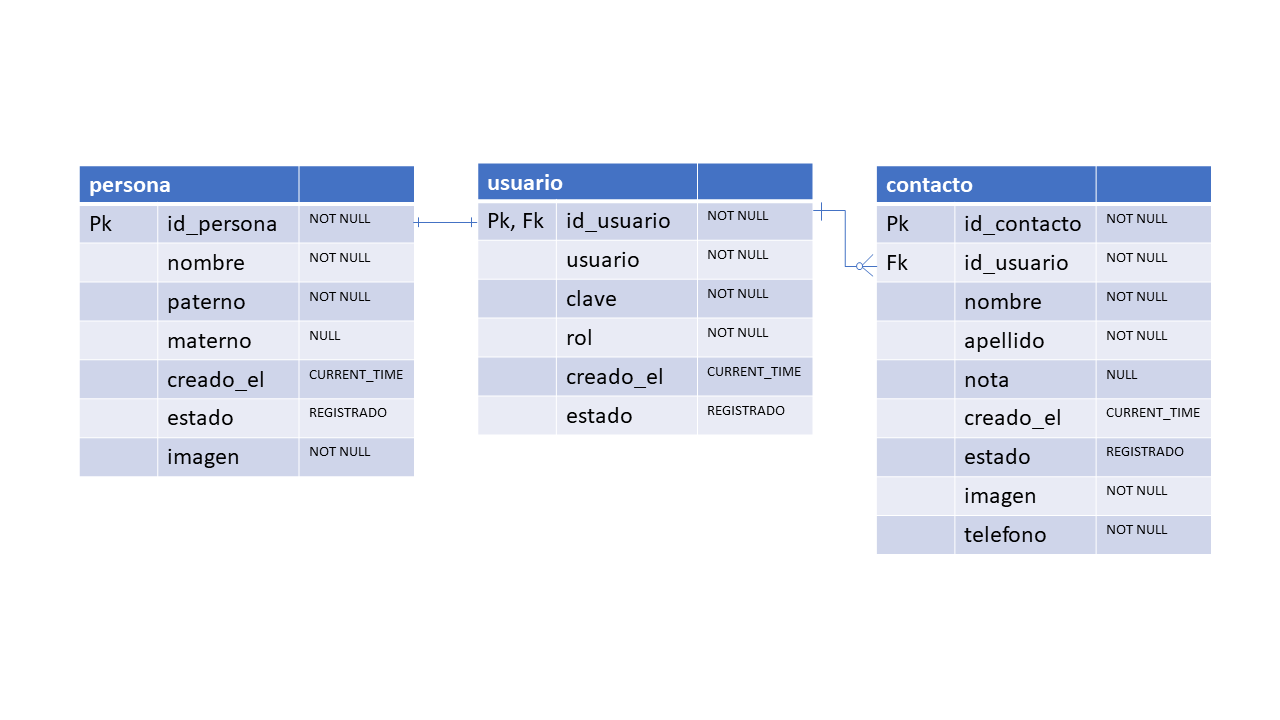 persona
Pk id_persona NOT NULL
nombre NOT NULL
paterno NOT NULL
materno NULL
creado_el CURRENT_TIME
estado REGISTRADO
imagen NOT NULL
usuario
Pk, Fk id_usuario NOT NULL
usuario NOT NULL
clave NOT NULL
rol NOT NULL
creado_el CURRENT_TIME
estado REGISTRADO
contacto
Pk id_contacto NOT NULL
Fk id_usuario NOT NULL
nombre NOT NULL
apellido NOT NULL
nota NULL
creado_el CURRENT_TIME
estado REGISTRADO
imagen NOT NULL
telefono NOT NULL